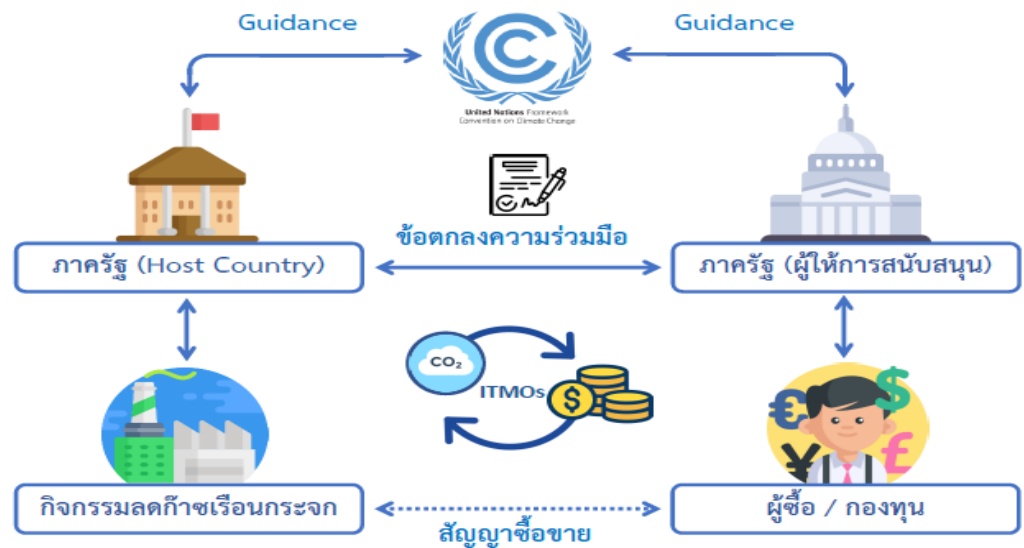 Guidance
Guidance
United Nations Framework
Convention on Climate Change
ข้อตกลงความร่วมมือ
ภาครัฐ (Host Country)
ภาครัฐ (ผู้ให้การสนับสนุน)
CO₂
ITMOs
$
€
$
¥
£
กิจกรรมลดก๊าซเรือนกระจก
ผู้ซื้อ / กองทุน
สัญญาซื้อขาย